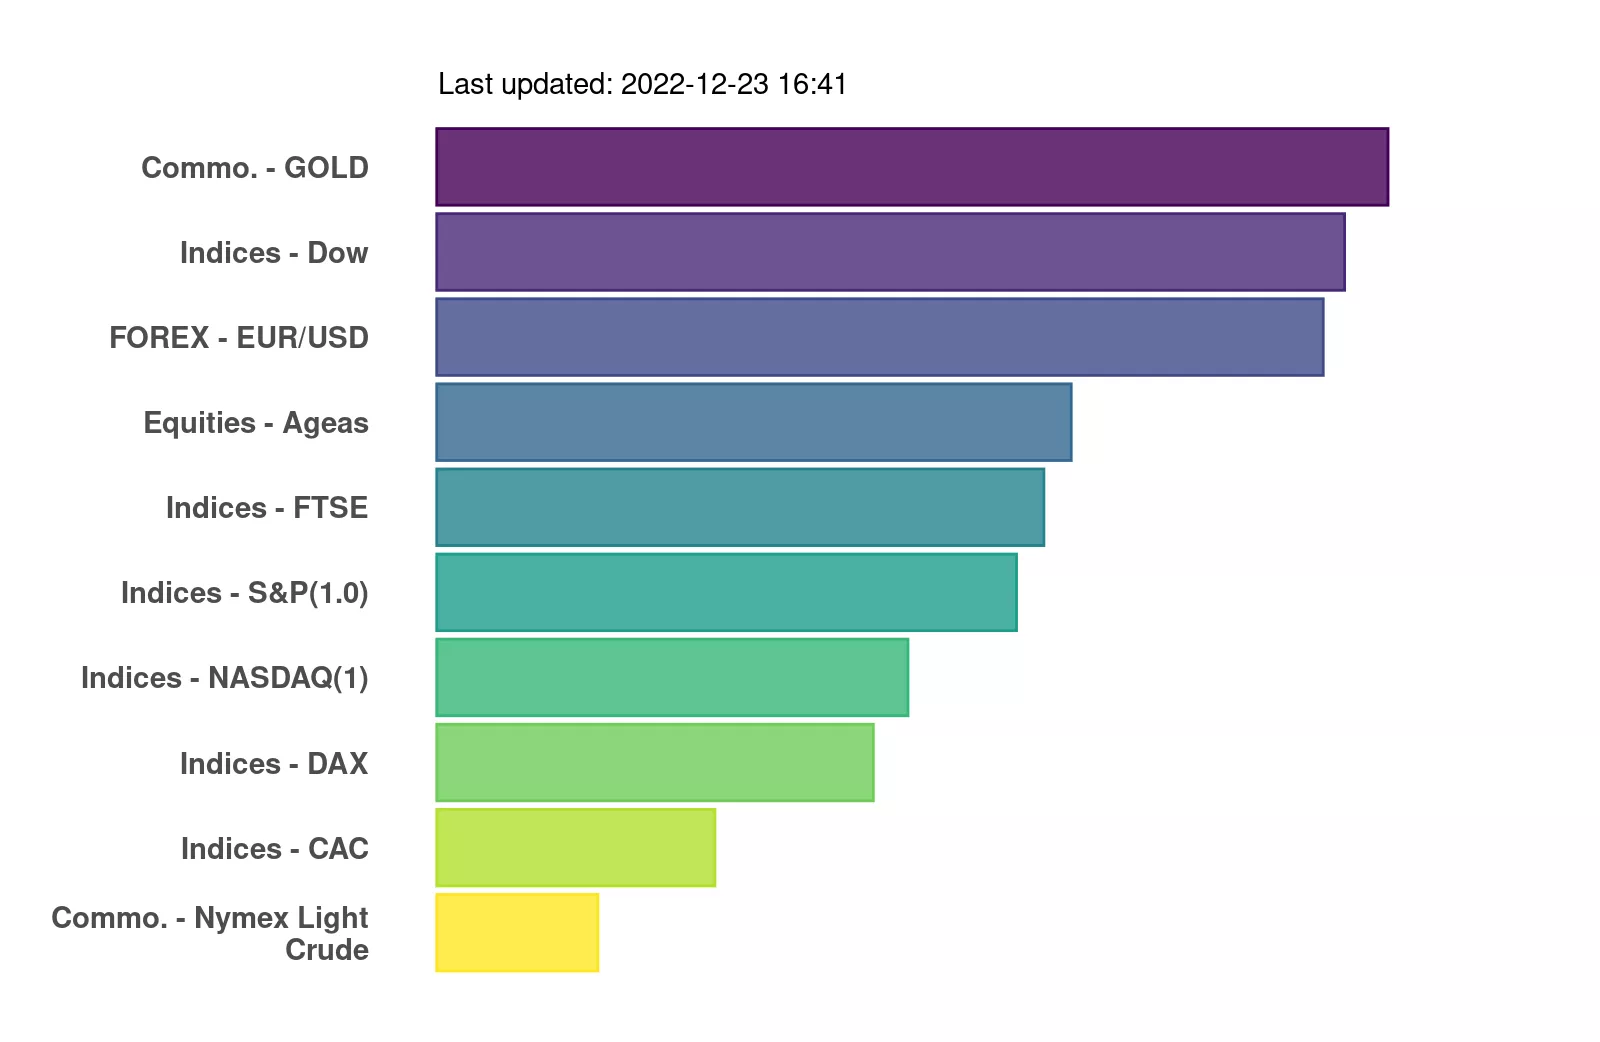 Last updated: 2022-12-23 16:41
Commo. - GOLD
Indices - Dow
FOREX - EUR/USD
Equities - Ageas
Indices - FTSE
Indices - S&P(1.0)
Indices - NASDAQ(1)
Indices - DAX
Indices - CAC
Commo. - Nymex Light
Crude